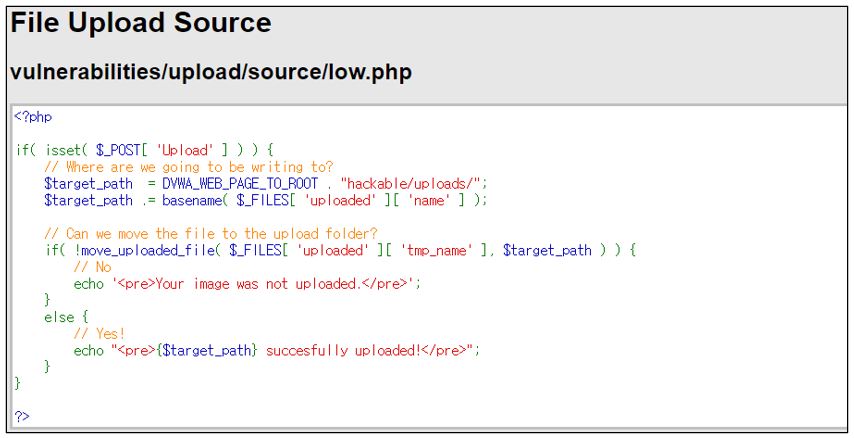 File Upload Source
vulnerabilities/upload/source/low.php
<?php
if( isset( $_POST[ 'Upload' ] ) ) {
    // Where are we going to be writing to?
    $target_path  = DVWA_WEB_PAGE_TO_ROOT . "hackable/uploads/";
    $target_path .= basename( $_FILES[ 'uploaded' ][ 'name' ] );
    // Can we move the file to the upload folder?
    if( !move_uploaded_file( $_FILES[ 'uploaded' ][ 'tmp_name' ], $target_path ) ) {
        // No
        echo '<pre>Your image was not uploaded.</pre>';
    }
    else {
        // Yes!
        echo "<pre>{$target_path} succesfully uploaded!</pre>";
    }
}
?>